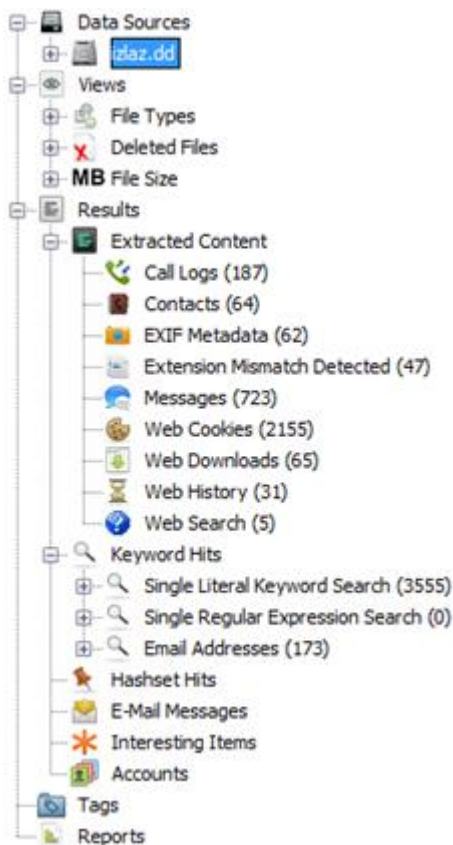 Data Sources
izlaz.dd
Views
File Types
Deleted Files
MB File Size
Results
Extracted Content
Call Logs (187)
Contacts (64)
EXIF Metadata (62)
Extension Mismatch Detected (47)
Messages (723)
Web Cookies (2155)
Web Downloads (65)
Web History (31)
Web Search (5)
Keyword Hits
Single Literal Keyword Search (3555)
Single Regular Expression Search (0)
Email Addresses (173)
Hashset Hits
E-Mail Messages
Interesting Items
Accounts
Tags
Reports